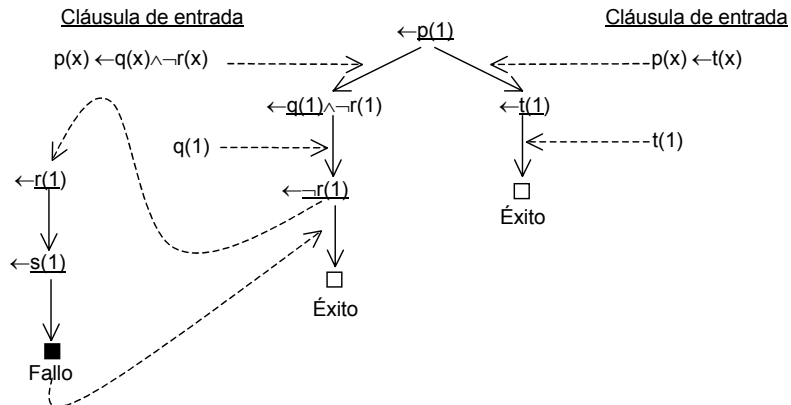 Cláusula de entrada
Cláusula de entrada
←p(1)
p(x) ←q(x)∧¬r(x)
p(x) ←t(x)
←q(1)∧¬r(1)
←t(1)
q(1)
t(1)
←r(1)
←¬r(1)
Éxito
←s(1)
Éxito
Fallo